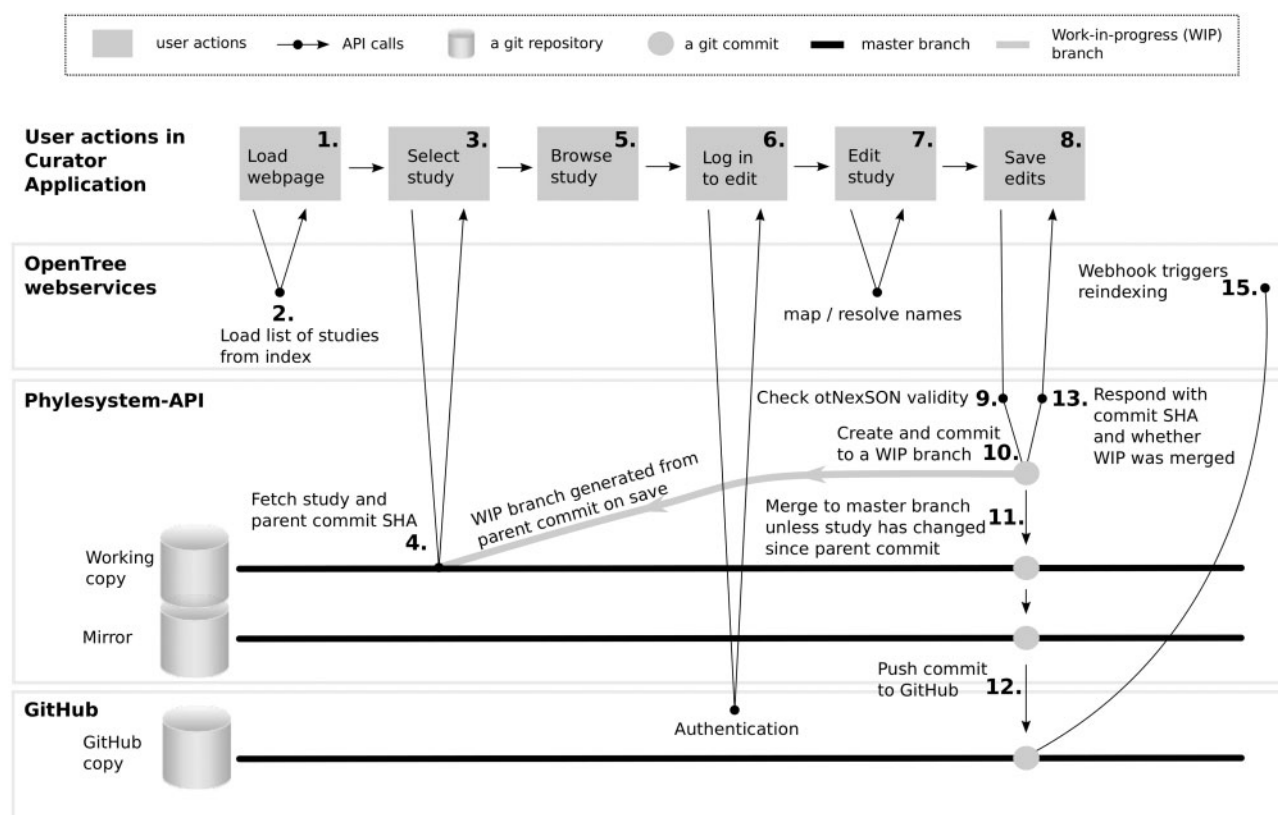 user actions
API calls
a git repository
a git commit
master branch
Work-in-progress (WIP)
branch
User actions in
Curator
Application
1.
Load
webpage
3.
Select
study
5.
Browse
study
6.
Log in
to edit
7.
Edit
study
8.
Save
edits
OpenTree
webservices
2.
Load list of studies
from index
map / resolve names
Webhook triggers
reindexing 15.
Phylesystem-API
Check otNexSON validity 9.
13. Respond with
commit SHA
and whether
WIP was merged
Create and commit
to a WIP branch 10.
WIP branch generated from
parent commit on save
Fetch study and
parent commit SHA
4.
Merge to master branch
unless study has changed 11.
since parent commit
Working
copy
Mirror
Push commit
to GitHub 12.
GitHub
Authentication
GitHub
copy